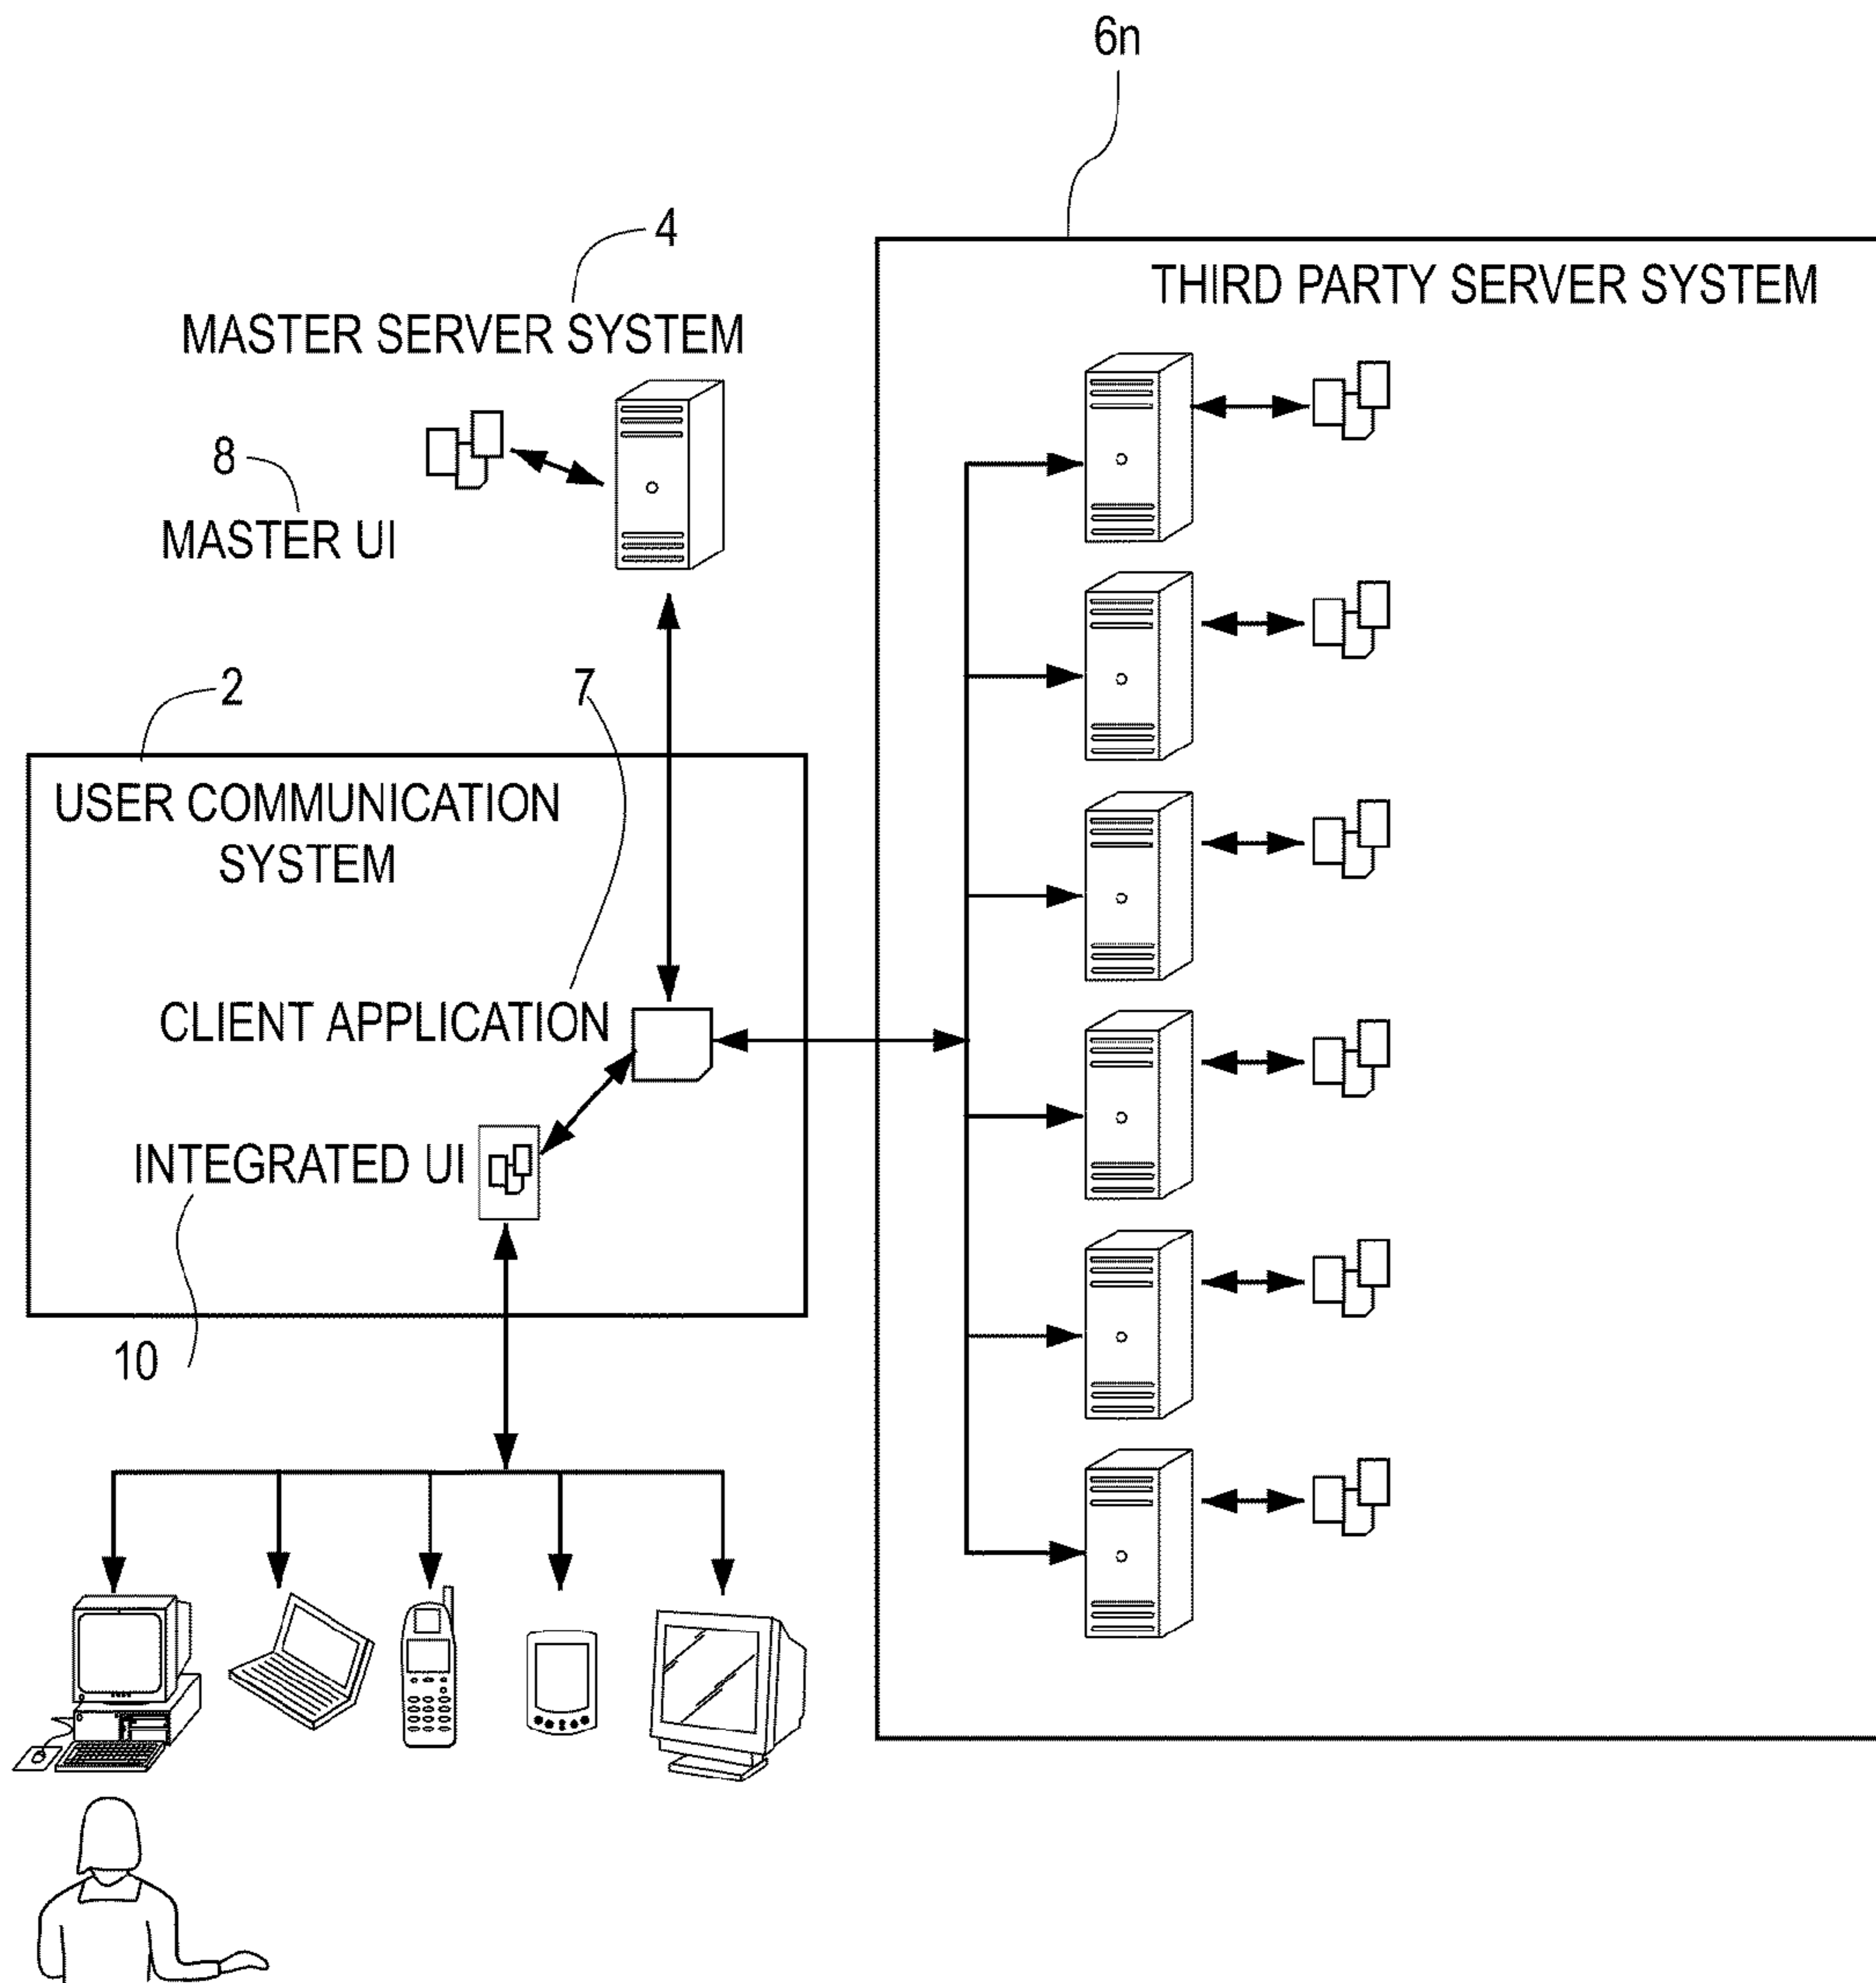 6n
4
THIRD PARTY SERVER SYSTEM
MASTER SERVER SYSTEM
8
MASTER UI
2
7
USER COMMUNICATION
SYSTEM
CLIENT APPLICATION
INTEGRATED UI
10